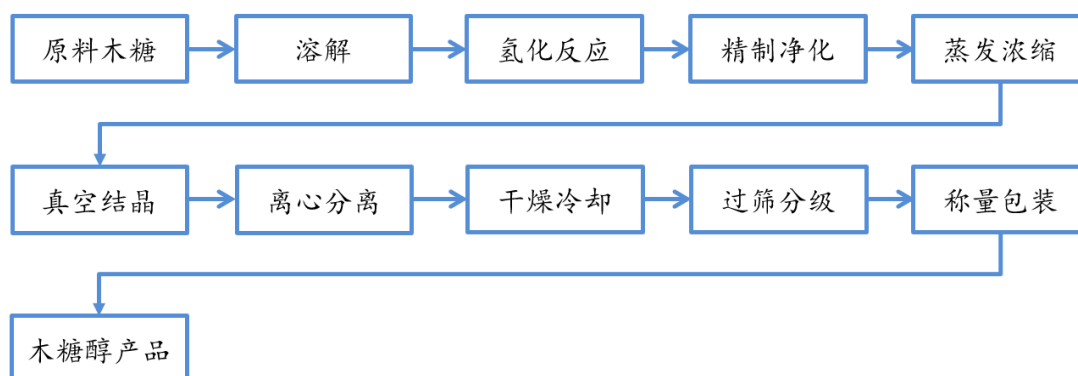 原料木糖
溶解
氢化反应
精制净化
蒸发浓缩
真空结晶
离心分离
干燥冷却
过筛分级
称量包装
木糖醇产品